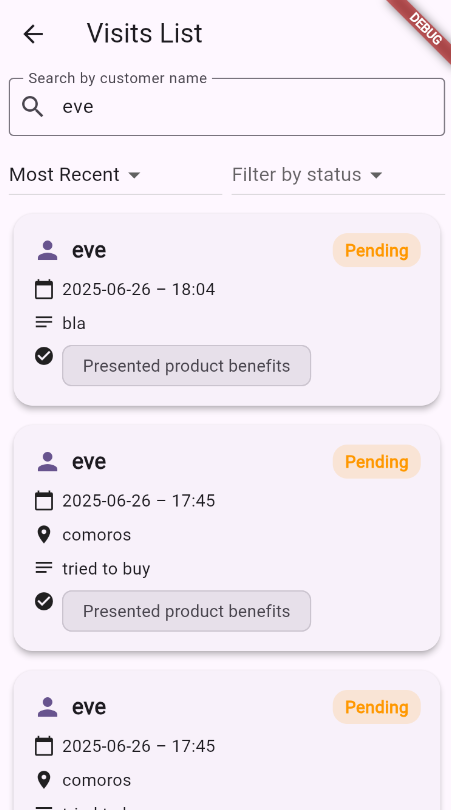 Visits List
DEBUG
Search by customer name
eve
Most Recent
Filter by status
eve
Pending
2025-06-26 – 18:04
bla
Presented product benefits
eve
Pending
2025-06-26 – 17:45
comoros
tried to buy
Presented product benefits
eve
Pending
2025-06-26 – 17:45
comoros